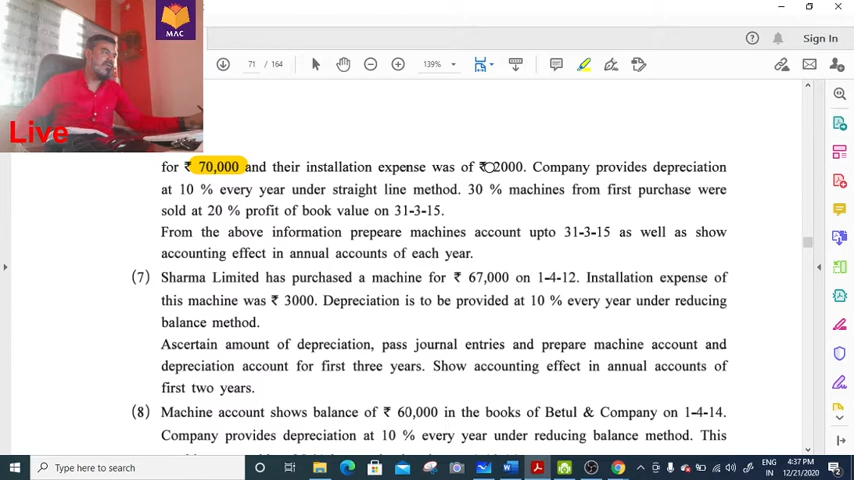 MAC
Live
Sign In
71 / 164
139%
for ₹ 70,000 and their installation expense was of ₹ 2000. Company provides depreciation
at 10 % every year under straight line method. 30 % machines from first purchase were
sold at 20 % profit of book value on 31-3-15.
From the above information prepeare machines account upto 31-3-15 as well as show
accounting effect in annual accounts of each year.
(7) Sharma Limited has purchased a machine for ₹ 67,000 on 1-4-12. Installation expense of
this machine was ₹ 3000. Depreciation is to be provided at 10 % every year under reducing
balance method.
Ascertain amount of depreciation, pass journal entries and prepare machine account and
depreciation account for first three years. Show accounting effect in annual accounts of
first two years.
(8) Machine account shows balance of ₹ 60,000 in the books of Betul & Company on 1-4-14.
Company provides depreciation at 10 % every year under reducing balance method. This
Type here to search
ENG
IN
4:37 PM
12/21/2020
2